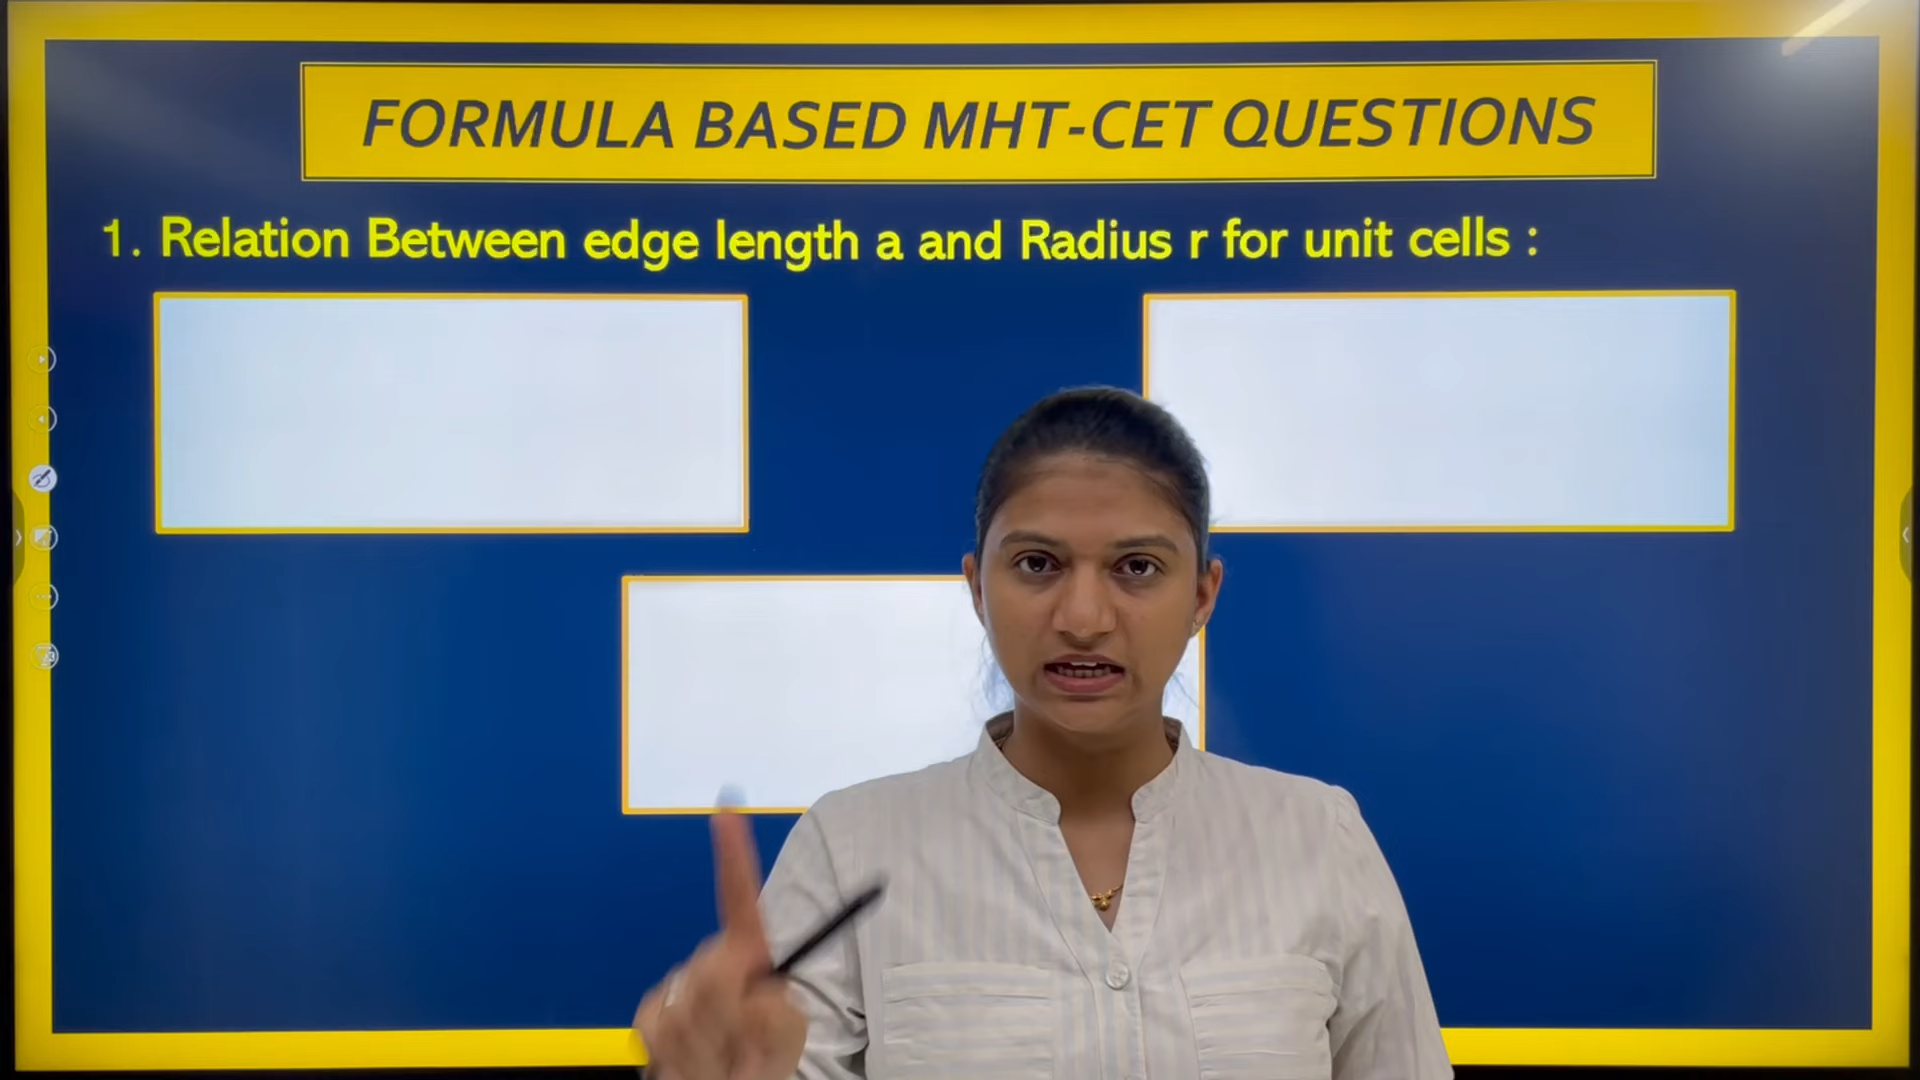 FORMULA BASED MHT-CET QUESTIONS
1. Relation Between edge length a and Radius r for unit cells :